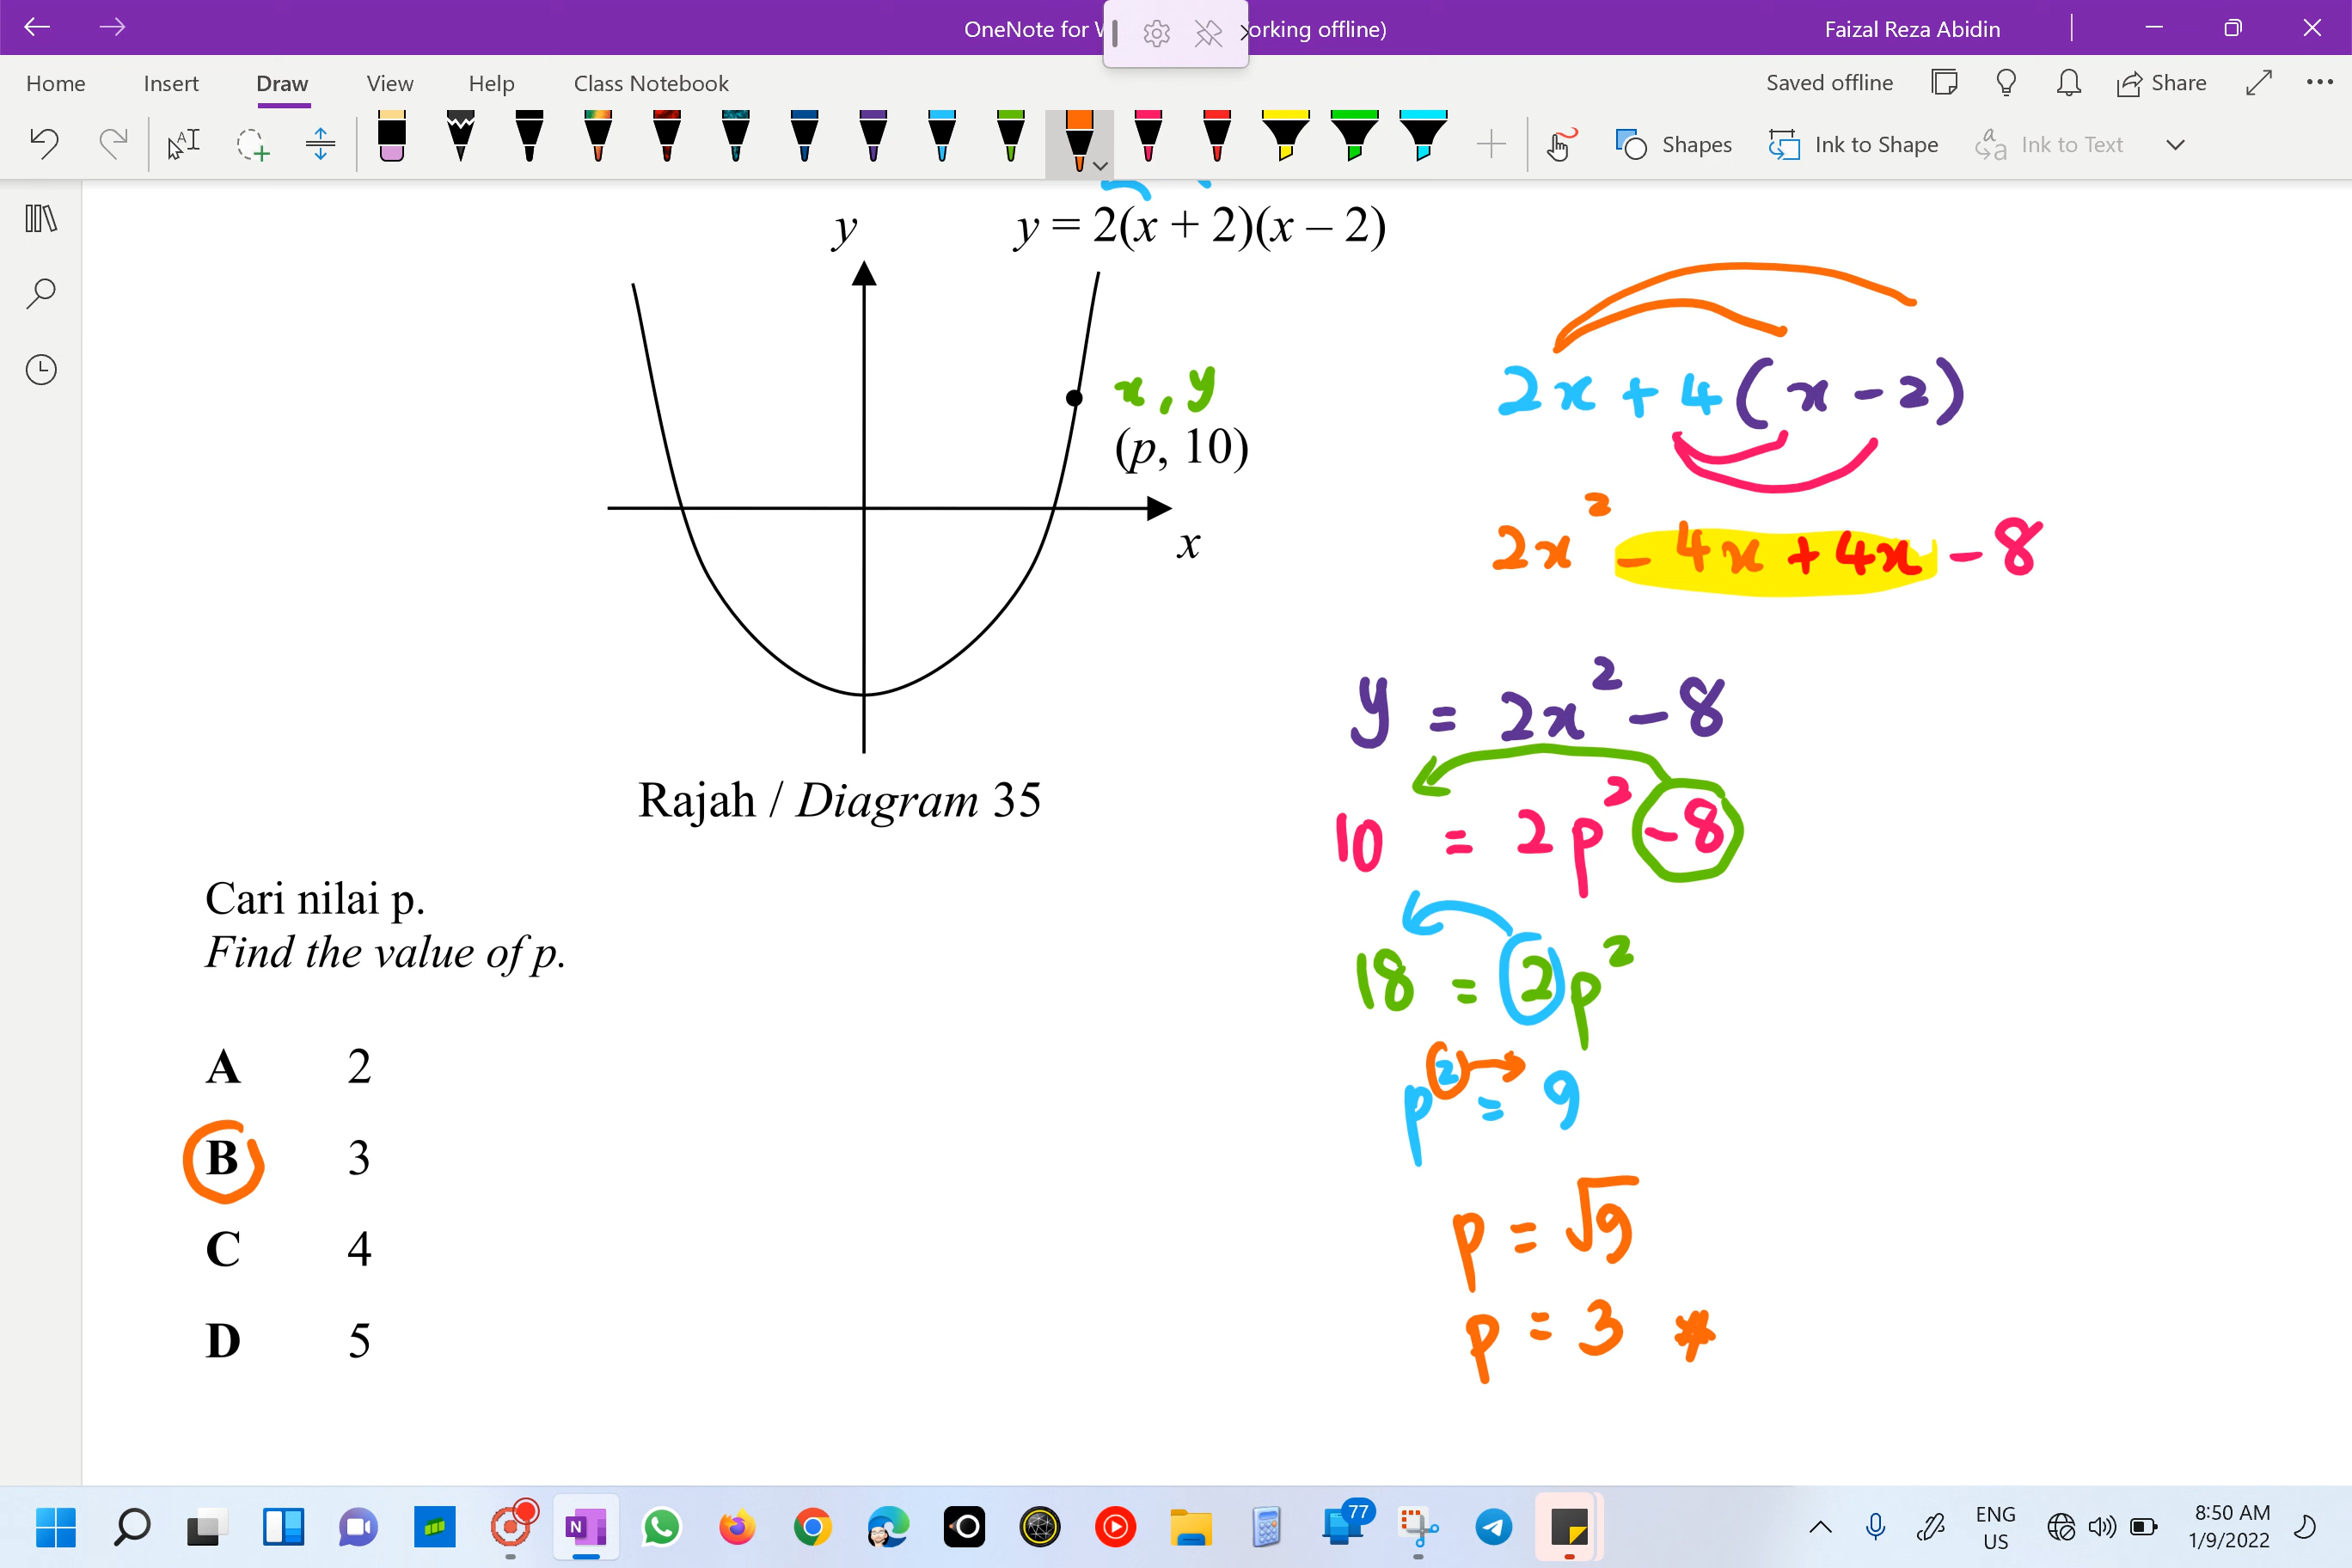 OneNote for W
orking offline)
Faizal Reza Abidin
Home Insert Draw View Help Class Notebook
Saved offline Share
Shapes Ink to Shape Ink to Text
y
y = 2(x + 2)(x – 2)
x, y
(p, 10)
x
Rajah / Diagram 35
Cari nilai p.
Find the value of p.
A 2
B 3
C 4
D 5
2x + 4(x – 2)
2x² – 4x + 4x – 8
y = 2x² – 8
10 = 2p² – 8
18 = 2p²
p² = 9
p = √9
p = 3 *
N
77
ENG
US
8:50 AM
1/9/2022